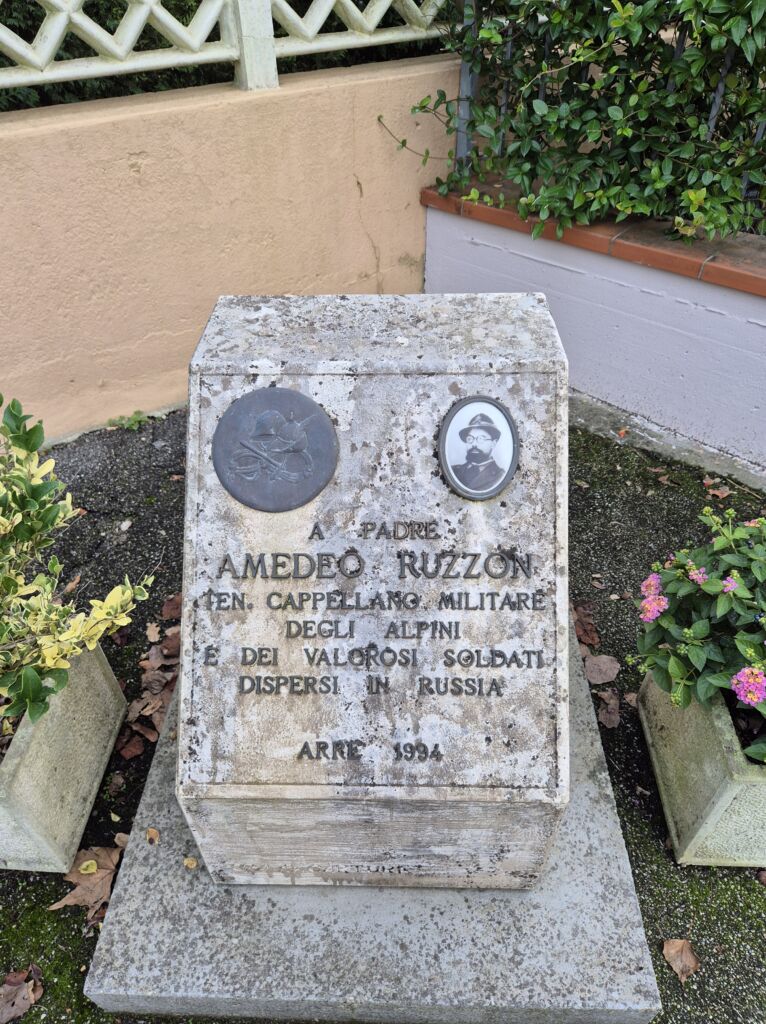 A PADRE
AMEDEO RUZZON
TEN. CAPPELLANO MILITARE
DEGLI ALPINI
E DEI VALOROSI SOLDATI
DISPERSI IN RUSSIA
ARRE 1994